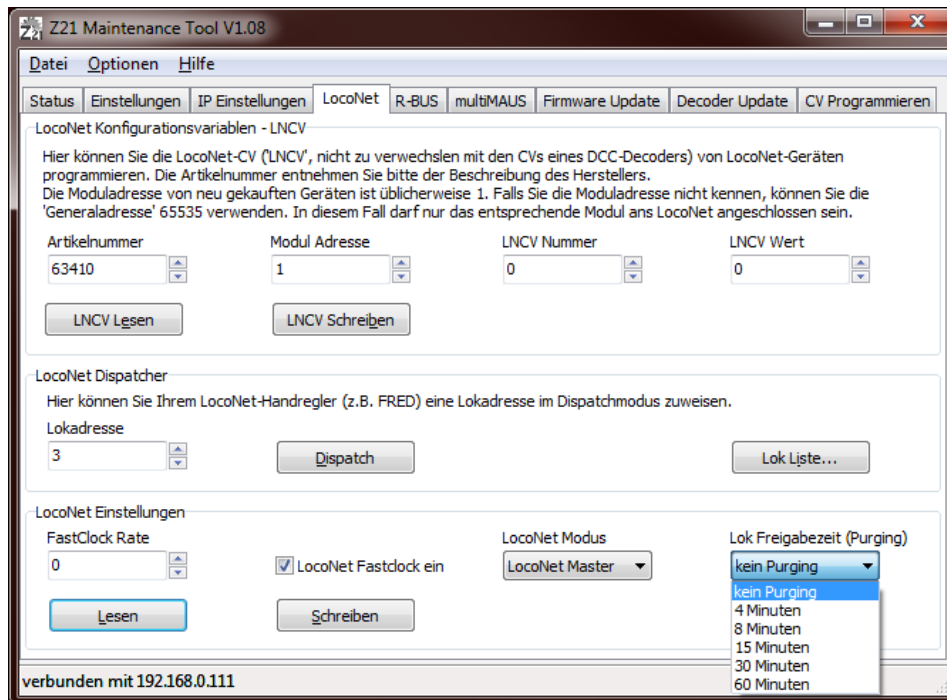 Z21 Maintenance Tool V1.08
Datei Optionen Hilfe
Status Einstellungen IP Einstellungen LocoNet R-BUS multiMAUS Firmware Update Decoder Update CV Programmieren
LocoNet Konfigurationsvariablen - LNCV
Hier können Sie die LocoNet-CV ('LNCV', nicht zu verwechslen mit den CVs eines DCC-Decoders) von LocoNet-Geräten
programmieren. Die Artikelnummer entnehmen Sie bitte der Beschreibung des Herstellers.
Die Moduladresse von neu gekauften Geräten ist üblicherweise 1. Falls Sie die Moduladresse nicht kennen, können Sie die
'Generaladresse' 65535 verwenden. In diesem Fall darf nur das entsprechende Modul ans LocoNet angeschlossen sein.
Artikelnummer Modul Adresse LNCV Nummer LNCV Wert
63410 1 0 0
LNCV Lesen LNCV Schreiben
LocoNet Dispatcher
Hier können Sie Ihrem LocoNet-Handregler (z.B. FRED) eine Lokadresse im Dispatchmodus zuweisen.
Lokadresse
3 Dispatch Lok Liste...
LocoNet Einstellungen
FastClock Rate LocoNet Modus Lok Freigabezeit (Purging)
0 LocoNet Fastclock ein LocoNet Master kein Purging
kein Purging
Lesen Schreiben 4 Minuten
8 Minuten
15 Minuten
30 Minuten
60 Minuten
verbunden mit 192.168.0.111